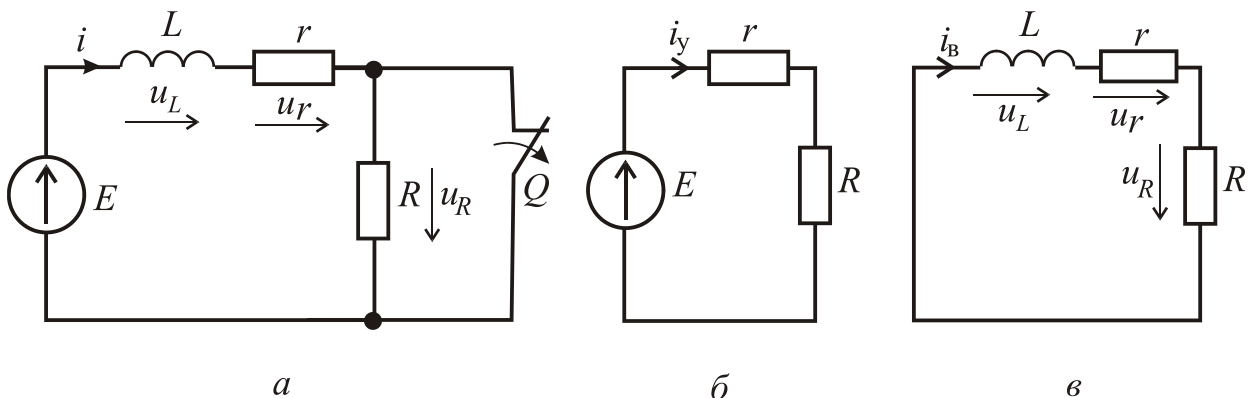 i L r
u_L u_r
E R u_R Q
а
i_у r
E R
б
i_в L r
u_L u_r
u_R R
в